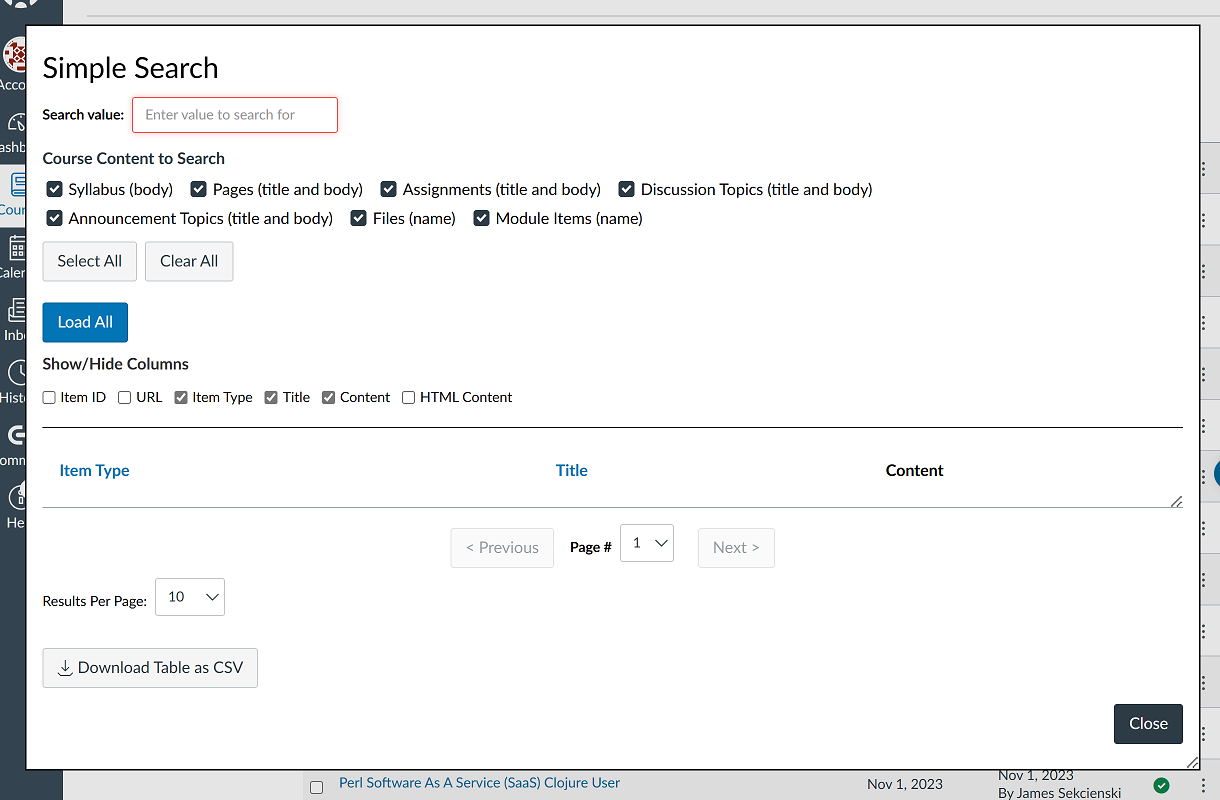 Simple Search
Search value: Enter value to search for
Course Content to Search
Syllabus (body) Pages (title and body) Assignments (title and body) Discussion Topics (title and body)
Announcement Topics (title and body) Files (name) Module Items (name)
Select All Clear All
Load All
Show/Hide Columns
Item ID URL Item Type Title Content HTML Content
Item Type Title Content
< Previous Page # 1 Next >
Results Per Page: 10
Download Table as CSV
Close
Acco
ashb
Cour
Calen
Inb
Hist
omn
He
Perl Software As A Service (SaaS) Clojure User Nov 1, 2023 Nov 1, 2023
By James Sekcienski